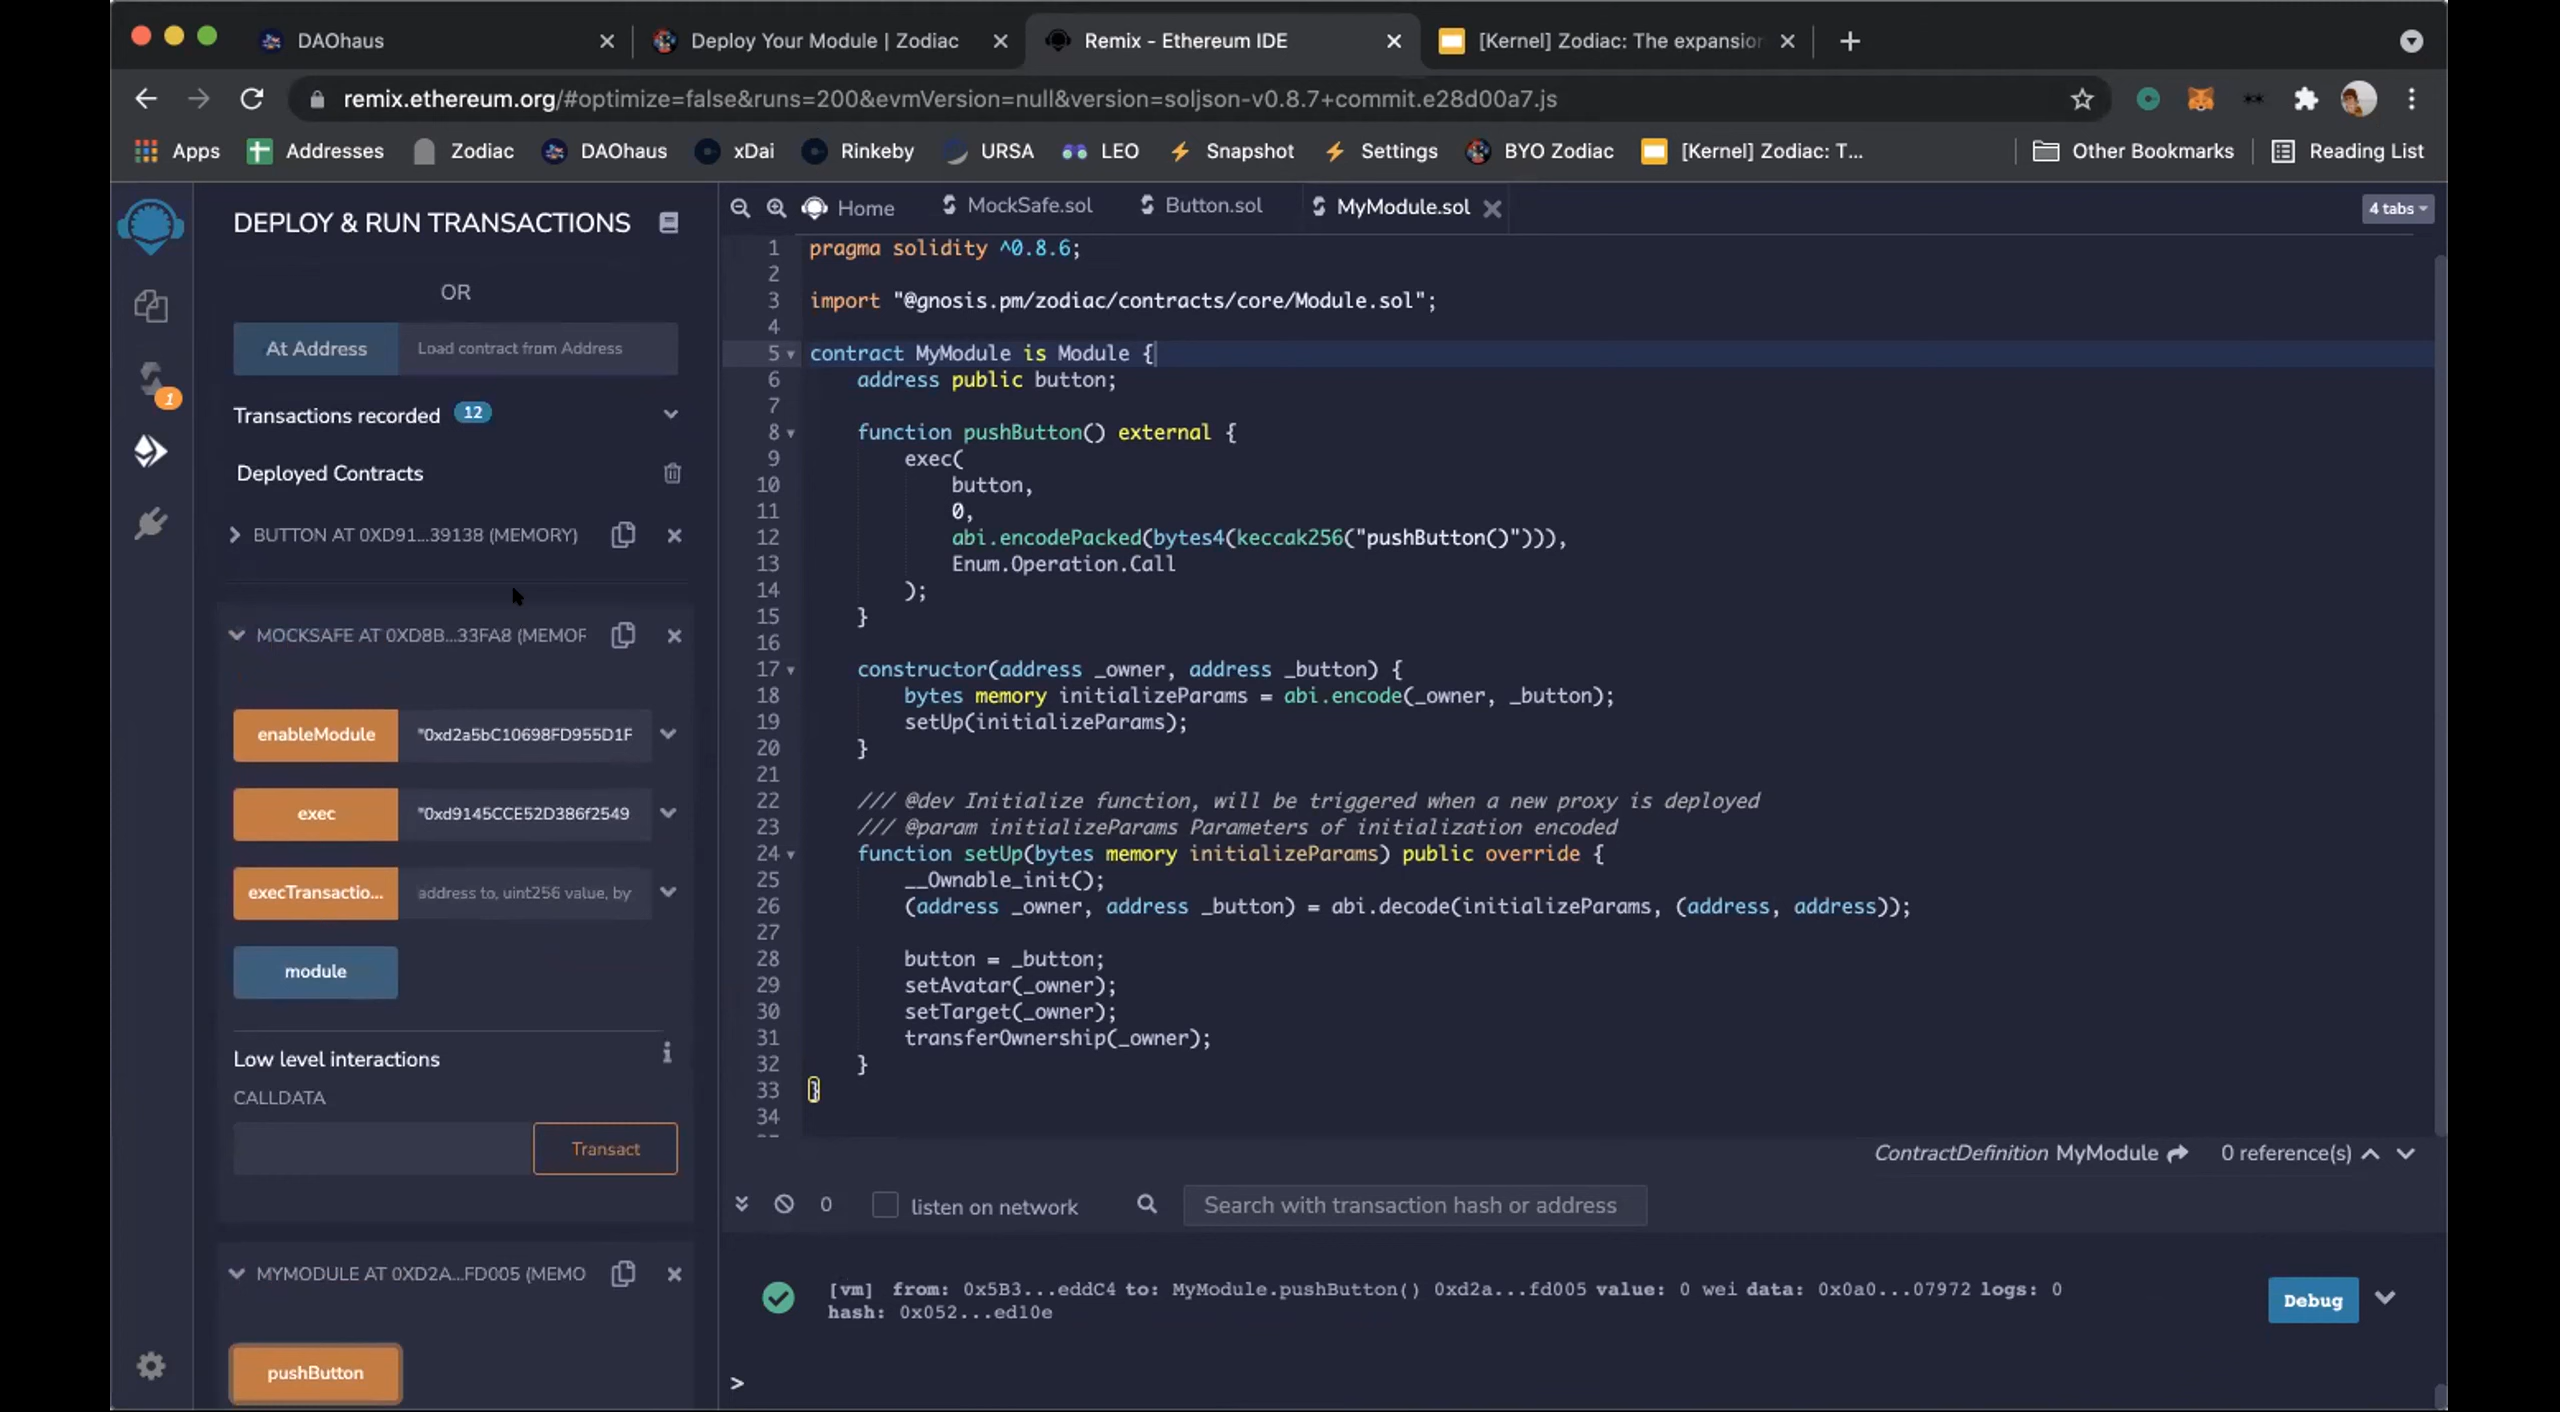 DAOhaus
Deploy Your Module | Zodiac
Remix - Ethereum IDE
[Kernel] Zodiac: The expansion
remix.ethereum.org/#optimize=false&runs=200&evmVersion=null&version=soljson-v0.8.7+commit.e28d00a7.js
Apps
Addresses
Zodiac
DAOhaus
xDai
Rinkeby
URSA
LEO
Snapshot
Settings
BYO Zodiac
[Kernel] Zodiac: T...
Other Bookmarks
Reading List
DEPLOY & RUN TRANSACTIONS
OR
At Address
Load contract from Address
Transactions recorded 12
Deployed Contracts
BUTTON AT 0XD91...39138 (MEMORY)
MOCKSAFE AT 0XD8B...33FA8 (MEMOR
enableModule
"0xd2a5bC10698FD955D1F
exec
"0xd9145CCE52D386f2549
execTransactio...
address to, uint256 value, by
module
Low level interactions
CALLDATA
Transact
MYMODULE AT 0XD2A...FD005 (MEMO
pushButton
1
Home
MockSafe.sol
Button.sol
MyModule.sol
4 tabs
1 pragma solidity ^0.8.6;
2
3 import "@gnosis.pm/zodiac/contracts/core/Module.sol";
4
5 contract MyModule is Module {
6 address public button;
7
8 function pushButton() external {
9 exec(
10 button,
11 0,
12 abi.encodePacked(bytes4(keccak256("pushButton()"))),
13 Enum.Operation.Call
14 );
15 }
16
17 constructor(address _owner, address _button) {
18 bytes memory initializeParams = abi.encode(_owner, _button);
19 setUp(initializeParams);
20 }
21
22 /// @dev Initialize function, will be triggered when a new proxy is deployed
23 /// @param initializeParams Parameters of initialization encoded
24 function setUp(bytes memory initializeParams) public override {
25 __Ownable_init();
26 (address _owner, address _button) = abi.decode(initializeParams, (address, address));
27
28 button = _button;
29 setAvatar(_owner);
30 setTarget(_owner);
31 transferOwnership(_owner);
32 }
33 }
34
ContractDefinition MyModule
0 reference(s)
0
listen on network
Search with transaction hash or address
[vm] from: 0x5B3...eddC4 to: MyModule.pushButton() 0xd2a...fd005 value: 0 wei data: 0x0a0...07972 logs: 0
hash: 0x052...ed10e
Debug
>